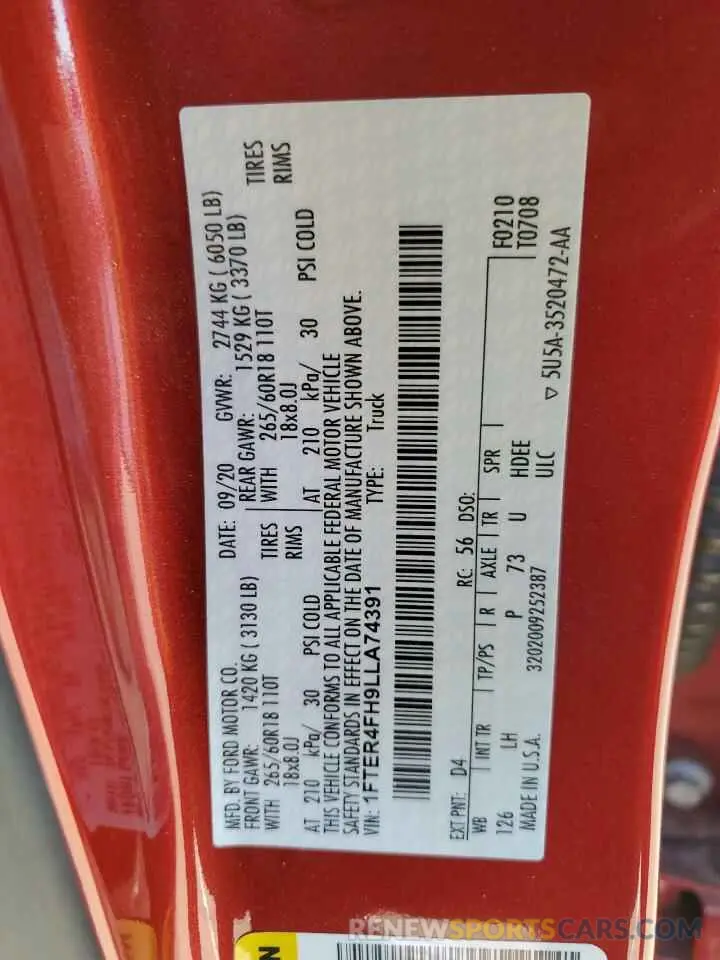 MFD. BY FORD MOTOR CO.
DATE: 09/20 GVWR: 2744 KG ( 6050 LB)
FRONT GAWR: 1420 KG ( 3130 LB) REAR GAWR: 1529 KG ( 3370 LB)
WITH 265/60R18 110T TIRES WITH 265/60R18 110T TIRES
18x8.0J RIMS 18x8.0J RIMS
AT 210 kPa/ 30 PSI COLD AT 210 kPa/ 30 PSI COLD
THIS VEHICLE CONFORMS TO ALL APPLICABLE FEDERAL MOTOR VEHICLE
SAFETY STANDARDS IN EFFECT ON THE DATE OF MANUFACTURE SHOWN ABOVE.
VIN: 1FTER4FH9LLA74391 TYPE: Truck
EXT PNT: D4 RC: 56 DSO:
WB INT TR TP/PS R AXLE TR SPR F0210
126 LH P 73 U HDEE T0708
MADE IN U.S.A. 3202009252387 ULC
▽ 5U5A-3520472-AA
RENEWSPORTSCARS.COM